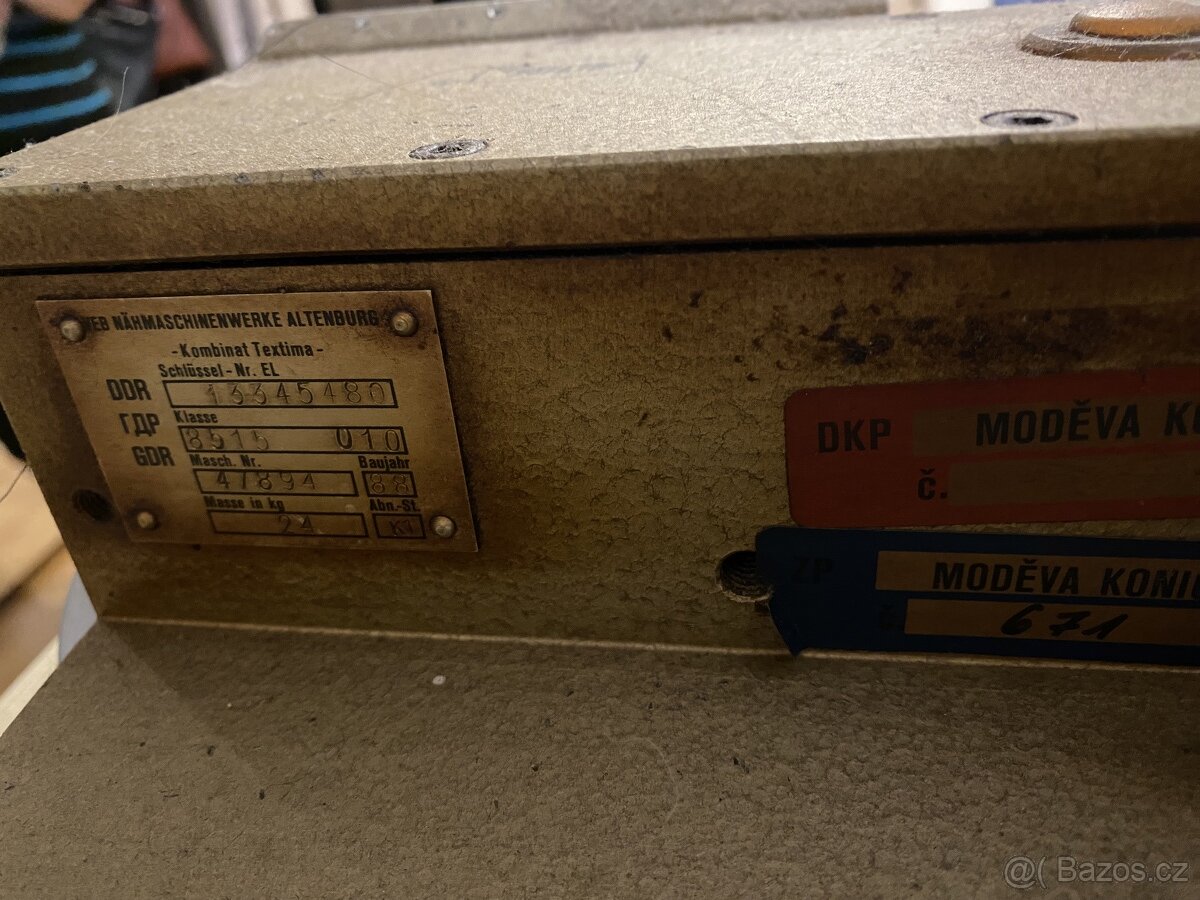 VEB NÄHMASCHINENWERKE ALTENBURG
-Kombinat Textima-
Schlüssel-Nr. EL
DDR 13345480
ГДР Klasse
8515 010
GDR Masch. Nr. Baujahr
47894 88
Masse in kg Abn.-St.
24 K1
DKP MODĚVA
č.
ZP MODĚVA
671
@( Bazos.cz